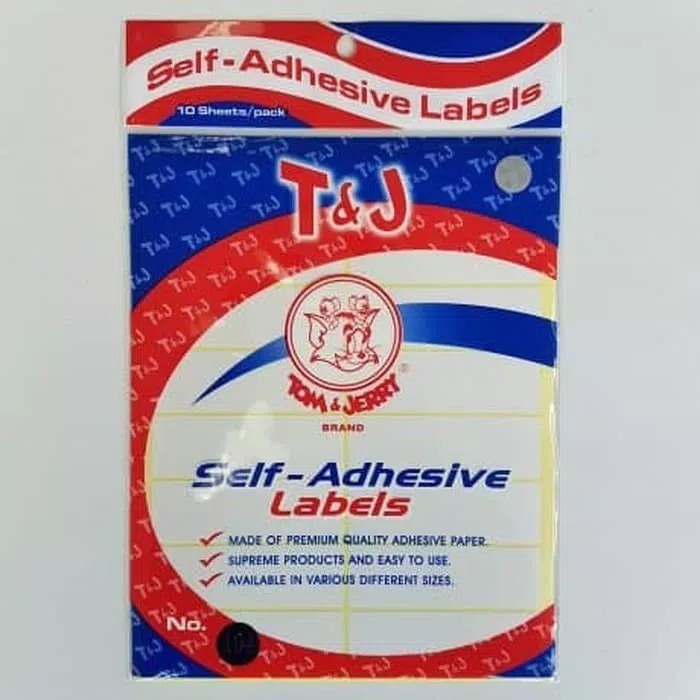 Self-Adhesive Labels
10 Sheets/pack
T&J
TOM & JERRY
®
BRAND
Self-Adhesive
Labels
✓ MADE OF PREMIUM QUALITY ADHESIVE PAPER.
✓ SUPREME PRODUCTS AND EASY TO USE.
✓ AVAILABLE IN VARIOUS DIFFERENT SIZES.
No.